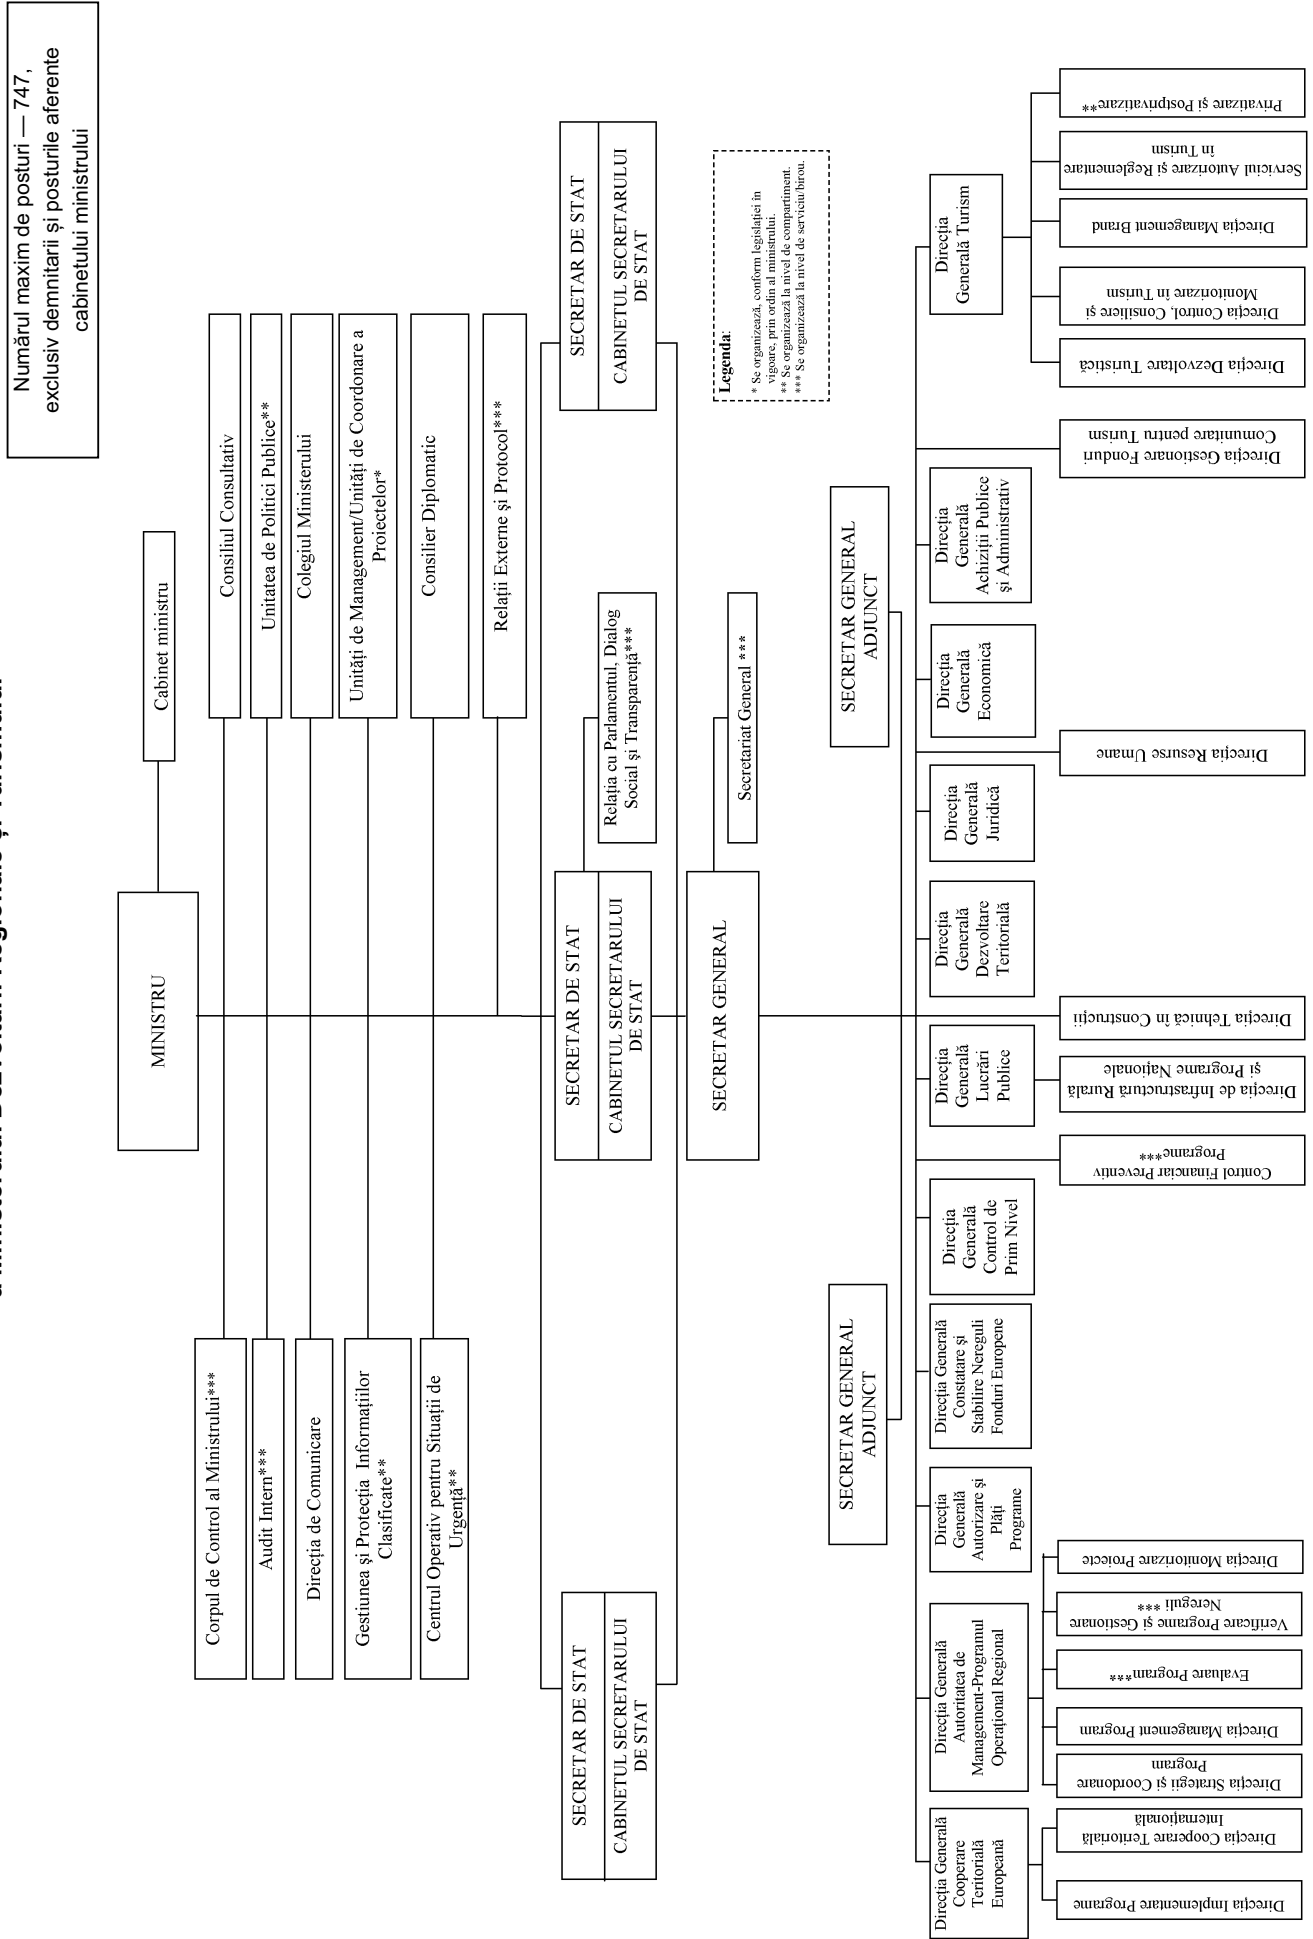 Numărul maxim de posturi — 747,
exclusiv demnitarii și posturile aferente
cabinetului ministrului
MINISTRU
Cabinet ministru
Corpul de Control al Ministrului***
Consiliul Consultativ
Audit Intern***
Unitatea de Politici Publice**
Direcția de Comunicare
Colegiul Ministerului
Gestiunea și Protecția Informațiilor
Clasificate**
Unități de Management/Unități de Coordonare a
Proiectelor*
Centrul Operativ pentru Situații de
Urgență**
Consilier Diplomatic
Relații Externe și Protocol***
SECRETAR DE STAT
CABINETUL SECRETARULUI
DE STAT
SECRETAR DE STAT
CABINETUL SECRETARULUI
DE STAT
Relația cu Parlamentul, Dialog
Social și Transparență***
SECRETAR DE STAT
CABINETUL SECRETARULUI
DE STAT
SECRETAR GENERAL
Secretariat General ***
Legenda:
* Se organizează, conform legislației în
vigoare, prin ordin al ministrului.
** Se organizează la nivel de compartiment.
*** Se organizează la nivel de serviciu/birou.
SECRETAR GENERAL
ADJUNCT
SECRETAR GENERAL
ADJUNCT
Direcția Generală
Cooperare
Teritorială
Europeană
Direcția Generală
Autoritatea de
Management-Programul
Operațional Regional
Direcția
Generală
Autorizare și
Plăți
Programe
Direcția Generală
Constatare și
Stabilire Nereguli
Fonduri Europene
Direcția
Generală
Control de
Prim Nivel
Direcția
Generală
Lucrări
Publice
Direcția
Generală
Dezvoltare
Teritorială
Direcția
Generală
Juridică
Direcția
Generală
Economică
Direcția
Generală
Achiziții Publice
și Administrativ
Direcția
Generală Turism
Direcția Implementare Programe
Direcția Cooperare Teritorială
Internațională
Direcția Strategii și Coordonare
Program
Direcția Management Program
Evaluare Program***
Verificare Programe și Gestionare
Nereguli ***
Direcția Monitorizare Proiecte
Control Financiar Preventiv
Programe***
Direcția de Infrastructură Rurală
și Programe Naționale
Direcția Tehnică în Construcții
Direcția Resurse Umane
Direcția Gestionare Fonduri
Comunitare pentru Turism
Direcția Dezvoltare Turistică
Direcția Control, Consiliere și
Monitorizare în Turism
Direcția Management Brand
Serviciul Autorizare și Reglementare
în Turism
Privatizare și Postprivatizare**